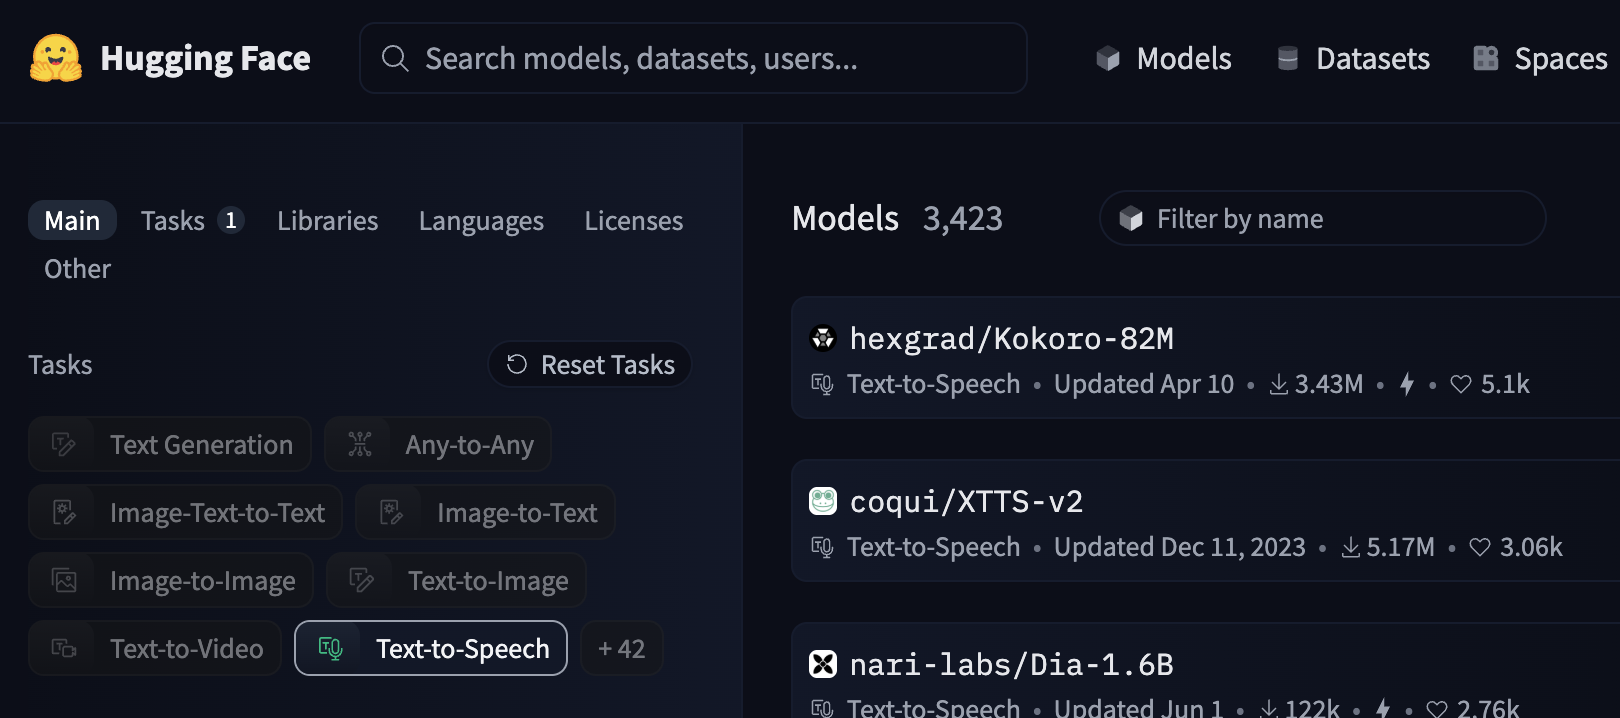 Hugging Face
Search models, datasets, users...
Models
Datasets
Spaces
Main
Tasks 1
Libraries
Languages
Licenses
Other
Tasks
Reset Tasks
Text Generation
Any-to-Any
Image-Text-to-Text
Image-to-Text
Image-to-Image
Text-to-Image
Text-to-Video
Text-to-Speech
+ 42
Models 3,423
Filter by name
hexgrad/Kokoro-82M
Text-to-Speech • Updated Apr 10 • 3.43M • • 5.1k
coqui/XTTS-v2
Text-to-Speech • Updated Dec 11, 2023 • 5.17M • 3.06k
nari-labs/Dia-1.6B
Text-to-Speech • Updated Jun 1 • 122k • • 2.76k